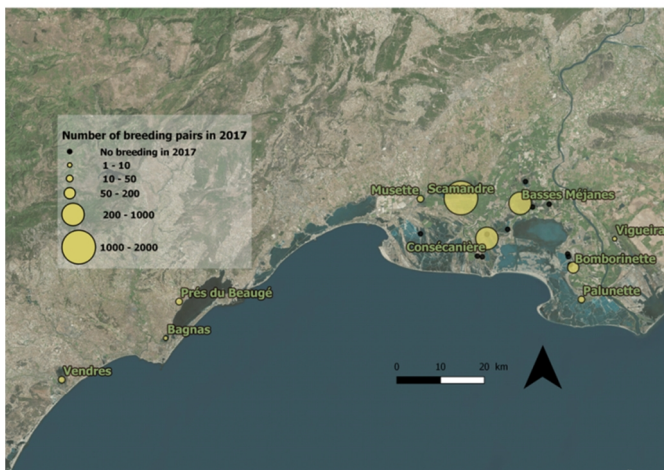 Number of breeding pairs in 2017
No breeding in 2017
1 - 10
10 - 50
50 - 200
200 - 1000
1000 - 2000
Musette
Scamandre
Basses Méjanes
Consécanière
Vigueira
Bomborinette
Palunette
Prés du Beaugé
Bagnas
Vendres
0 10 20 km